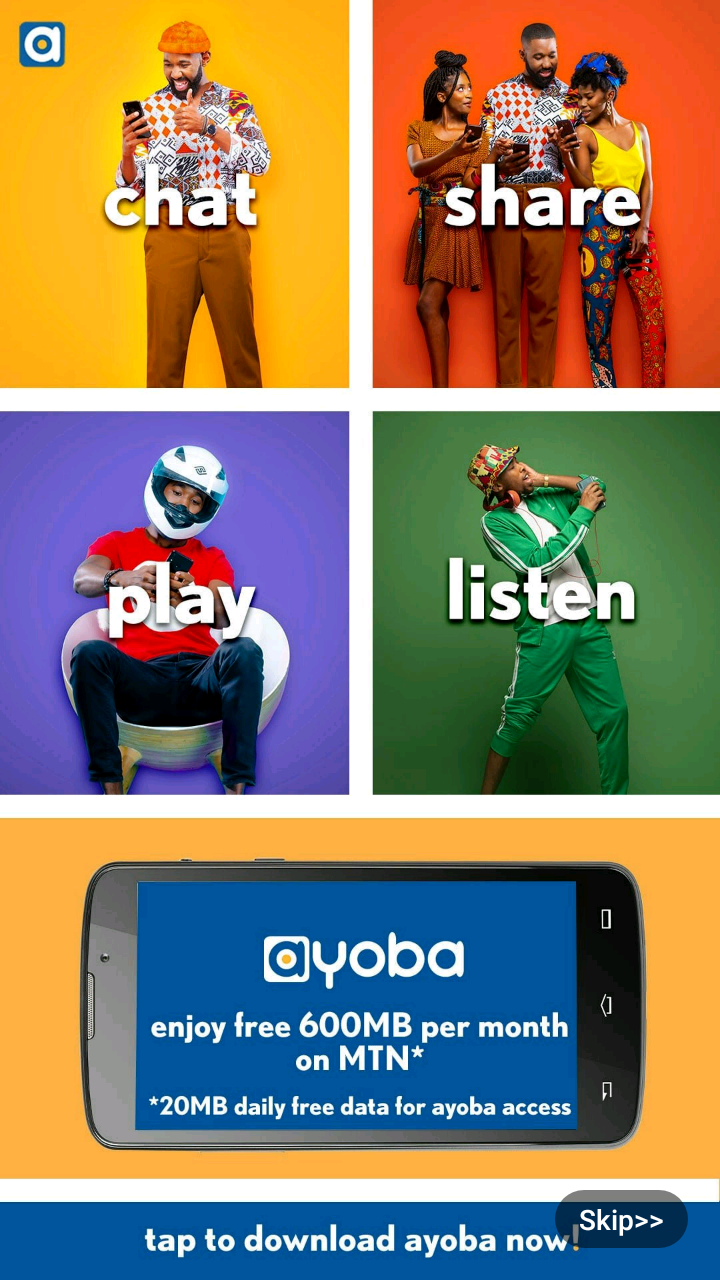 a
chat
share
play
listen
ayoba
enjoy free 600MB per month
on MTN*
*20MB daily free data for ayoba access
tap to download ayoba now!
Skip>>